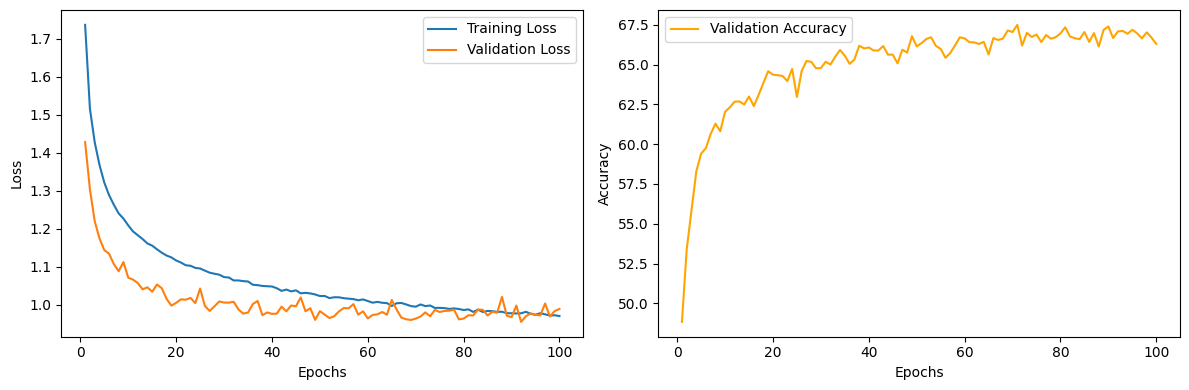 Training Loss
Validation Loss
Loss
1.7
1.6
1.5
1.4
1.3
1.2
1.1
1.0
0 20 40 60 80 100
Epochs
Validation Accuracy
Accuracy
67.5
65.0
62.5
60.0
57.5
55.0
52.5
50.0
0 20 40 60 80 100
Epochs